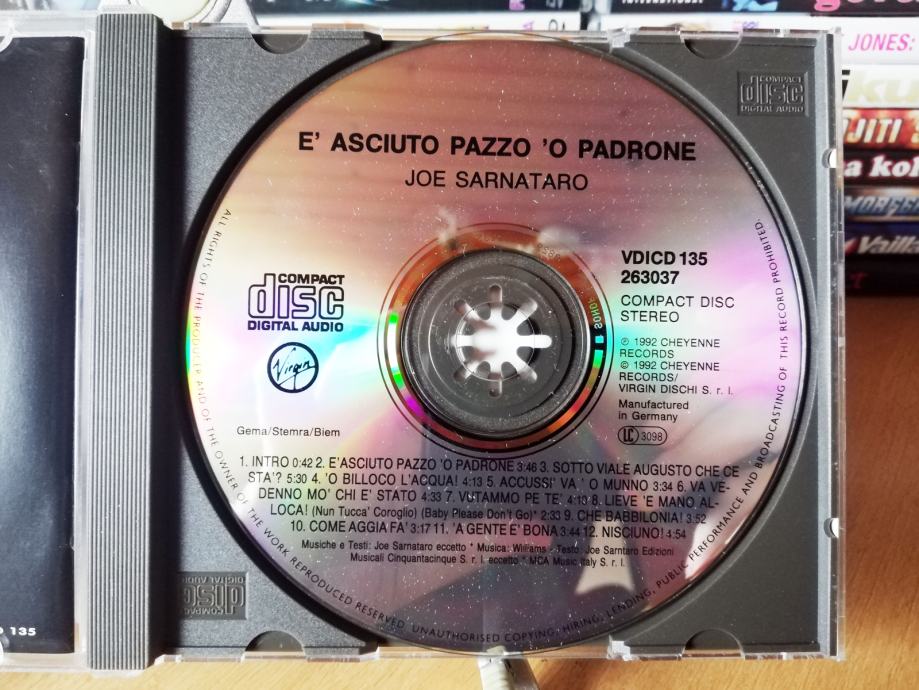 E' ASCIUTO PAZZO 'O PADRONE
JOE SARNATARO
COMPACT
disc
DIGITAL AUDIO
Virgin
Gema/Stemra/Biem
VDICD 135
263037
COMPACT DISC
STEREO
℗ 1992 CHEYENNE
RECORDS
© 1992 CHEYENNE
RECORDS/
VIRGIN DISCHI S. r. l.
Manufactured
in Germany
LC 3098
1. INTRO 0:42 2. E'ASCIUTO PAZZO 'O PADRONE 3:46 3. SOTTO VIALE AUGUSTO CHE CE
STA'? 5:30 4. 'O BILLOCO L'ACQUA! 4:13 5. ACCUSSI' VA ' O MUNNO 3:34 6. VA VE-
DENNO MO' CHI E' STATO 4:33 7. VUTAMMO PE TE' 4:13 8. LIEVE 'E MANO AL-
LOCA! (Nun Tucca' Coroglio) (Baby Please Don't Go)* 2:33 9. CHE BABBILONIA! 3:52
10. COME AGGIA FA' 3:17 11. 'A GENTE E' BONA 3:44 12. NISCIUNO! 4:54
Musiche e Testi: Joe Sarnataro eccetto * Musica: Williams - Testo: Joe Sarntaro Edizioni
Musicali Cinquantacinque S. r. l. eccetto * MCA Music Italy S. r. l.
ALL RIGHTS OF THE PRODUCER AND OF THE OWNER OF THE WORK REPRODUCED RESERVED UNAUTHORISED COPYING, HIRING, LENDING, PUBLIC PERFORMANCE AND BROADCASTING OF THIS RECORD PROHIBITED.
COMPACT
disc
DIGITAL AUDIO
COMPACT
disc
DIGITAL AUDIO
135
JONES: